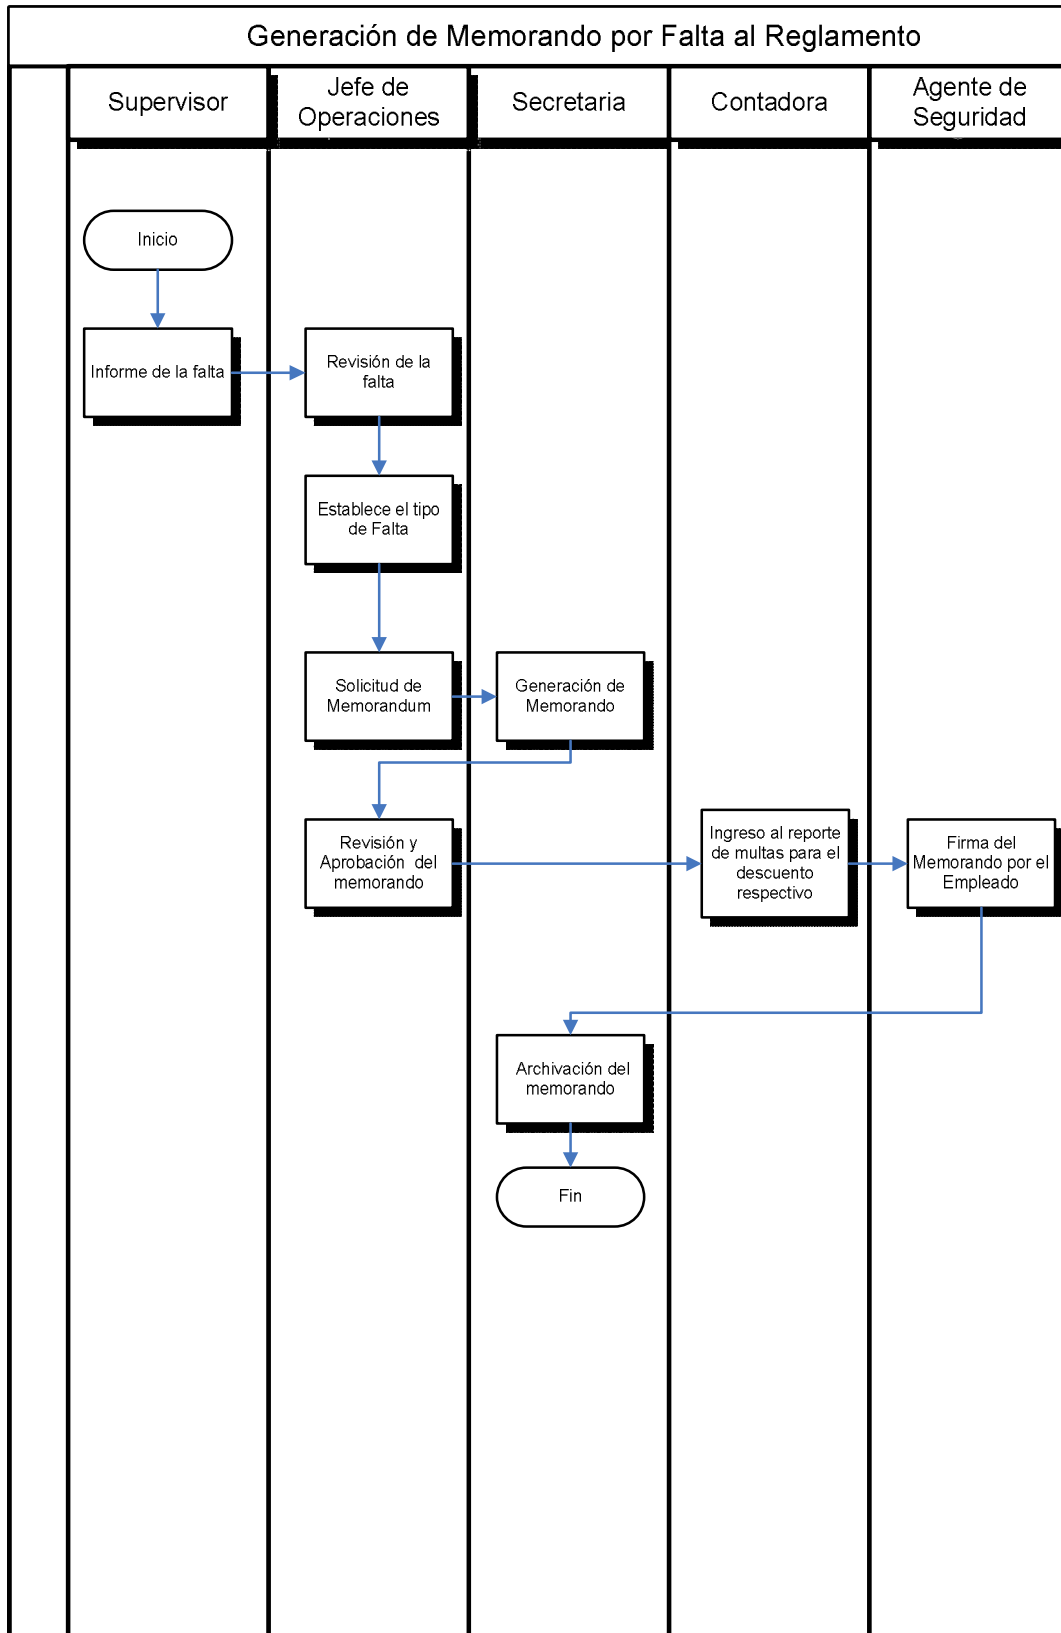 Generación de Memorando por Falta al Reglamento
Supervisor
Jefe de
Operaciones
Secretaria
Contadora
Agente de
Seguridad
Inicio
Informe de la falta
Revisión de la
falta
Establece el tipo
de Falta
Solicitud de
Memorandum
Generación de
Memorando
Revisión y
Aprobación del
memorando
Ingreso al reporte
de multas para el
descuento
respectivo
Firma del
Memorando por el
Empleado
Archivación del
memorando
Fin